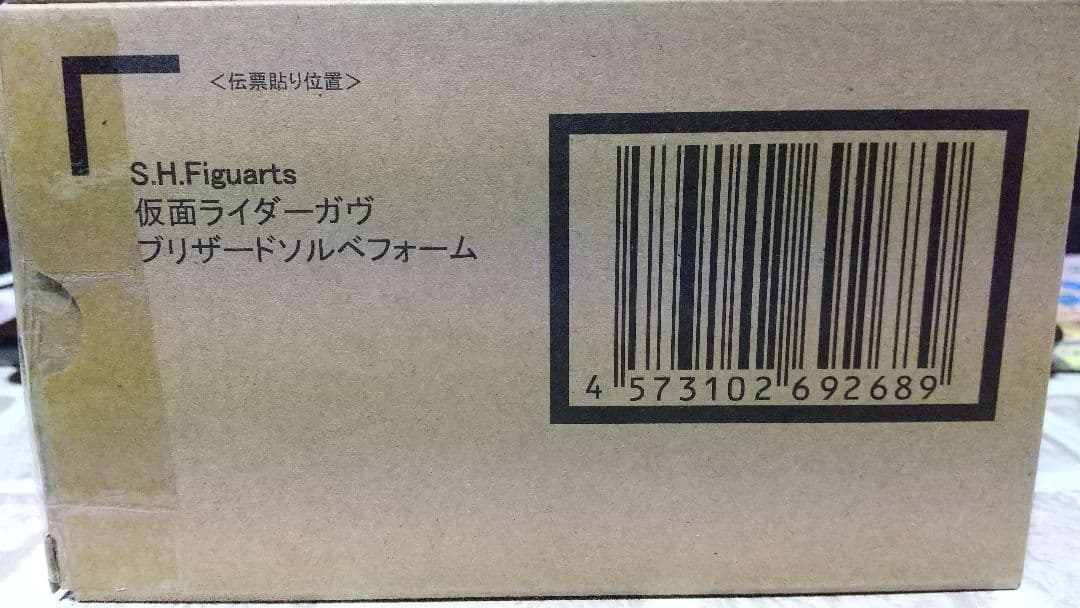 <伝票貼り位置>
S.H.Figuarts
仮面ライダーガヴ
ブリザードソルベフォーム
4 573102 692689